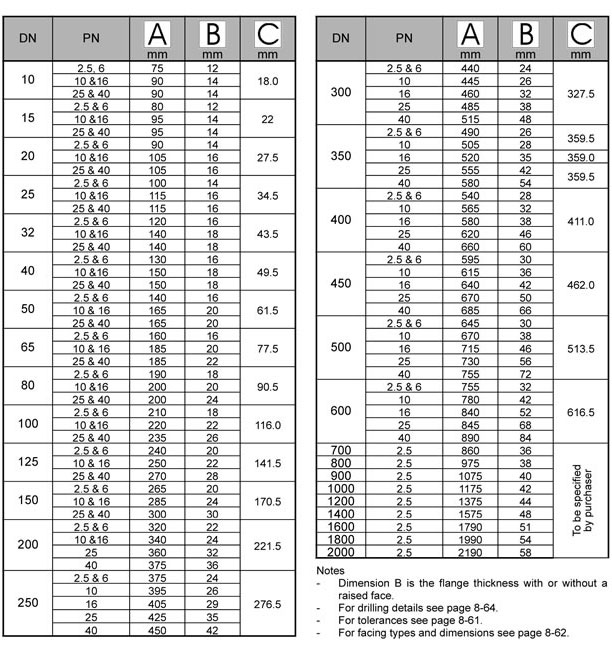 DN PN A mm B mm C mm
10 2.5, 6 75 12 18.0
10 &16 90 14
25 & 40 90 14
15 2.5 & 6 80 12 22
10 & 16 95 14
25 & 40 95 14
20 2.5 & 6 90 14 27.5
10 &16 105 16
25 & 40 105 16
25 2.5 & 6 100 14 34.5
10 & 16 115 16
25 & 40 115 16
32 2.5 & 6 120 16 43.5
10 & 16 140 18
25 & 40 140 18
40 2.5 & 6 130 16 49.5
10 & 16 150 18
25 & 40 150 18
50 2.5 & 6 140 16 61.5
10 & 16 165 20
25 & 40 165 20
65 2.5 & 6 160 16 77.5
10 & 16 185 18
25 & 40 185 22
80 2.5 & 6 190 18 90.5
10 &16 200 20
25 & 40 200 24
100 2.5 & 6 210 18 116.0
10 & 16 220 22
25 & 40 235 26
125 2.5 & 6 240 20 141.5
10 & 16 250 22
25 & 40 270 28
150 2.5 & 6 265 20 170.5
10 & 16 285 24
25 & 40 300 30
200 2.5 & 6 320 22 221.5
10 &16 340 24
25 360 32
40 375 36
250 2.5 & 6 375 24 276.5
10 395 26
16 405 29
25 425 35
40 450 42
DN PN A mm B mm C mm
300 2.5 & 6 440 24 327.5
10 445 26
16 460 32
25 485 38
40 515 48
350 2.5 & 6 490 26 359.5
10 505 28
16 520 35 359.0
25 555 42 359.5
40 580 54
400 2.5 & 6 540 28 411.0
10 565 32
16 580 38
25 620 46
40 660 60
450 2.5 & 6 595 30 462.0
10 615 36
16 640 42
25 670 50
40 685 66
500 2.5 & 6 645 30 513.5
10 670 38
16 715 46
25 730 56
40 755 72
600 2.5 & 6 755 32 616.5
10 780 42
16 840 52
25 845 68
40 890 84
700 2.5 860 36
800 2.5 975 38
900 2.5 1075 40
1000 2.5 1175 42
1200 2.5 1375 44
1400 2.5 1575 48
1600 2.5 1790 51
1800 2.5 1990 54
2000 2.5 2190 58
To be specified
by purchaser
Notes
- Dimension B is the flange thickness with or without a
raised face.
- For drilling details see page 8-64.
- For tolerances see page 8-61.
- For facing types and dimensions see page 8-62.